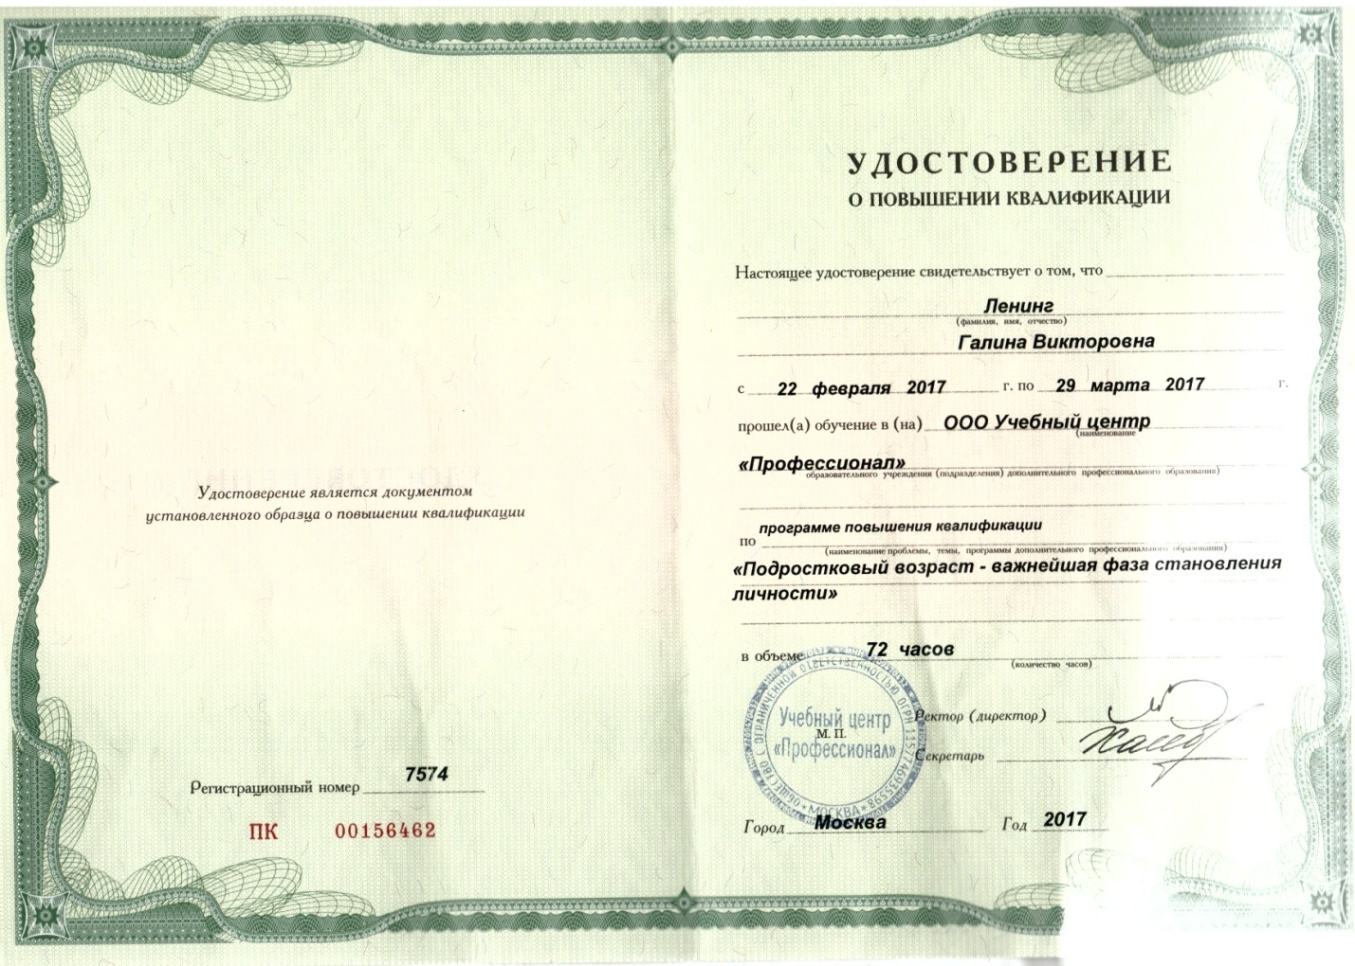 Удостоверение является документом
установленного образца о повышении квалификации
Регистрационный номер 7574
ПК 00156462
УДОСТОВЕРЕНИЕ
О ПОВЫШЕНИИ КВАЛИФИКАЦИИ
Настоящее удостоверение свидетельствует о том, что
Ленинг
(фамилия, имя, отчество)
Галина Викторовна
с 22 февраля 2017 г. по 29 марта 2017 г.
прошел(а) обучение в (на) ООО Учебный центр
(наименование
«Профессионал»
образовательного учреждения (подразделения) дополнительного профессионального образования)
по программе повышения квалификации
(наименование проблемы, темы, программы дополнительного профессионального образования)
«Подростковый возраст - важнейшая фаза становления
личности»
в объеме 72 часов
(количество часов)
Учебный центр
М. П.
«Профессионал»
МОСКВА
Ректор (директор)
Секретарь
Город Москва Год 2017